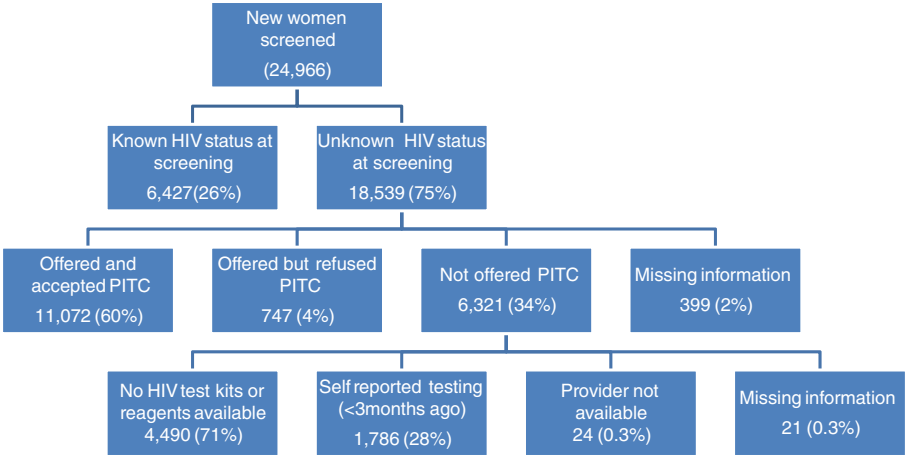 New women
screened
(24,966)
Known HIV status at
screening
6,427(26%)
Unknown HIV status
at screening
18,539 (75%)
Offered and
accepted PITC
11,072 (60%)
Offered but refused
PITC
747 (4%)
Not offered PITC
6,321 (34%)
Missing information
399 (2%)
No HIV test kits or
reagents available
4,490 (71%)
Self reported testing
(<3months ago)
1,786 (28%)
Provider not
available
24 (0.3%)
Missing information
21 (0.3%)